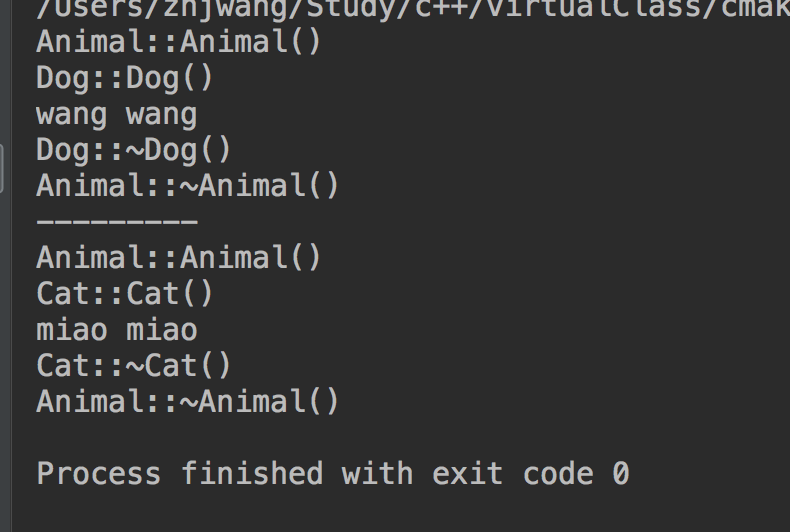 /Users/zhjwang/Study/c++/virtualClass/cmak
Animal::Animal()
Dog::Dog()
wang wang
Dog::~Dog()
Animal::~Animal()
---------
Animal::Animal()
Cat::Cat()
miao miao
Cat::~Cat()
Animal::~Animal()
Process finished with exit code 0